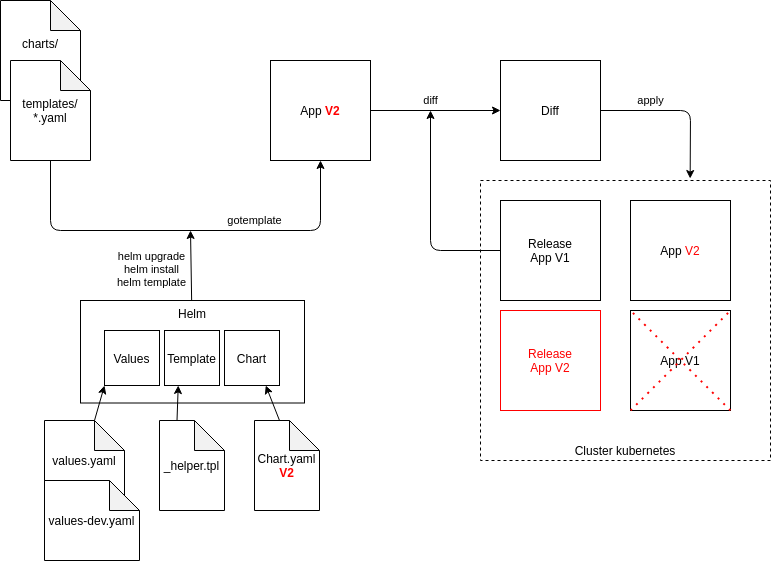 charts/
templates/
*.yaml
App V2
diff
Diff
apply
gotemplate
helm upgrade
helm install
helm template
Helm
Values
Template
Chart
values.yaml
values-dev.yaml
_helper.tpl
Chart.yaml
V2
Release
App V1
App V2
Release
App V2
App V1
Cluster kubernetes